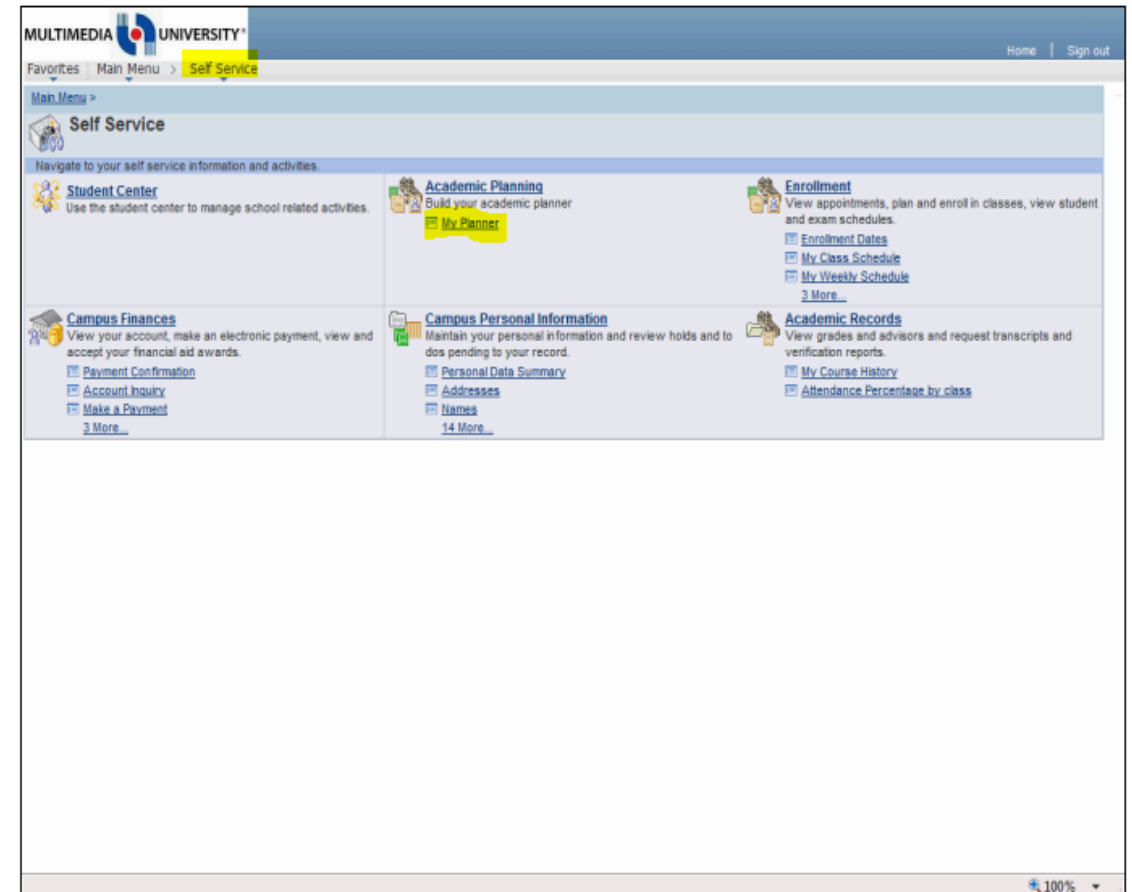 MULTIMEDIA UNIVERSITY®
Home | Sign out
Favorites Main Menu > Self Service
Main Menu >
Self Service
Navigate to your self service information and activities.
Student Center
Use the student center to manage school related activities.
Academic Planning
Build your academic planner
My Planner
Enrollment
View appointments, plan and enroll in classes, view student
and exam schedules.
Enrollment Dates
My Class Schedule
My Weekly Schedule
3 More...
Campus Finances
View your account, make an electronic payment, view and
accept your financial aid awards.
Payment Confirmation
Account Inquiry
Make a Payment
3 More...
Campus Personal Information
Maintain your personal information and review holds and to
dos pending to your record.
Personal Data Summary
Addresses
Names
14 More...
Academic Records
View grades and advisors and request transcripts and
verification reports.
My Course History
Attendance Percentage by class
100%